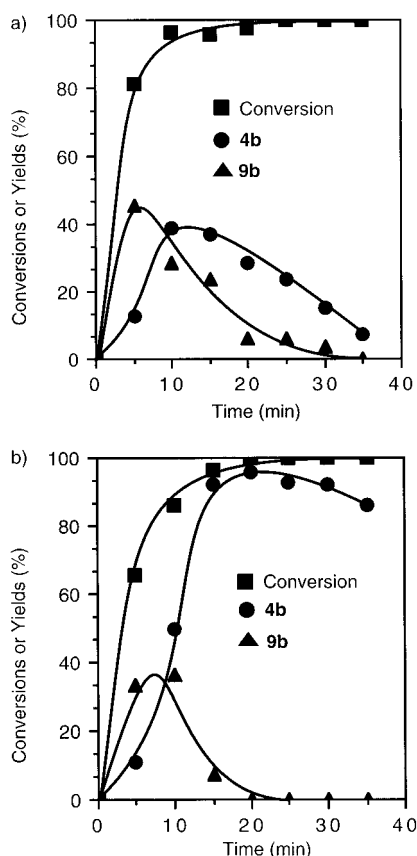 a)
100
80
60
40
20
0
Conversions or Yields (%)
Conversion
4b
9b
0 10 20 30 40
Time (min)
b)
100
80
60
40
20
0
Conversions or Yields (%)
Conversion
4b
9b
0 10 20 30 40
Time (min)